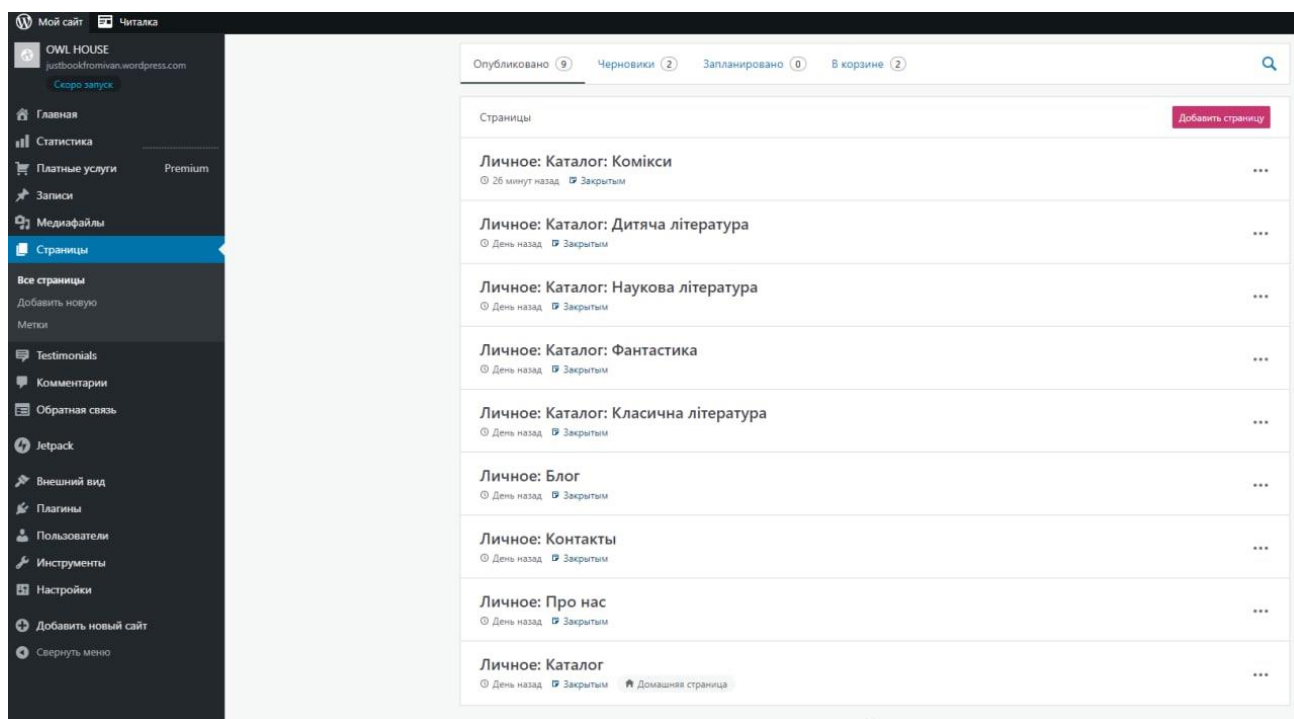 Мой сайт Читалка
OWL HOUSE
justbookfromivan.wordpress.com
Скоро запуск
Главная
Статистика
Платные услуги Premium
Записи
Медиафайлы
Страницы
Все страницы
Добавить новую
Метки
Testimonials
Комментарии
Обратная связь
Jetpack
Внешний вид
Плагины
Пользователи
Инструменты
Настройки
Добавить новый сайт
Свернуть меню
Опубликовано 9 Черновики 2 Запланировано 0 В корзине 2
Страницы Добавить страницу
Личное: Каталог: Комікси
26 минут назад Закрытым
Личное: Каталог: Дитяча література
День назад Закрытым
Личное: Каталог: Наукова література
День назад Закрытым
Личное: Каталог: Фантастика
День назад Закрытым
Личное: Каталог: Класична література
День назад Закрытым
Личное: Блог
День назад Закрытым
Личное: Контакты
День назад Закрытым
Личное: Про нас
День назад Закрытым
Личное: Каталог
День назад Закрытым Домашняя страница